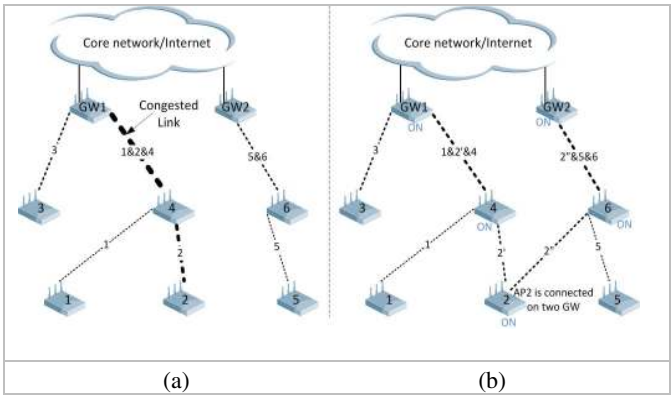 Core network/Internet
GW1
Congested
Link
GW2
3
1&2&4
5&6
3
4
6
1
2
5
1
2
5
(a)
Core network/Internet
GW1
ON
GW2
ON
3
1&2'&4
2"&5&6
3
4
ON
6
ON
1
2'
2"
5
1
2
ON
AP2 is connected
on two GW
5
(b)